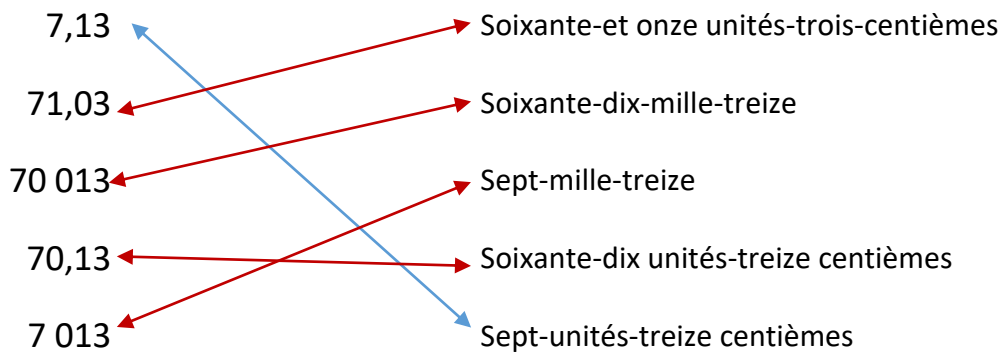 7,13 Soixante-et onze unités-trois-centièmes
71,03 Soixante-dix-mille-treize
70 013 Sept-mille-treize
70,13 Soixante-dix unités-treize centièmes
7 013 Sept-unités-treize centièmes